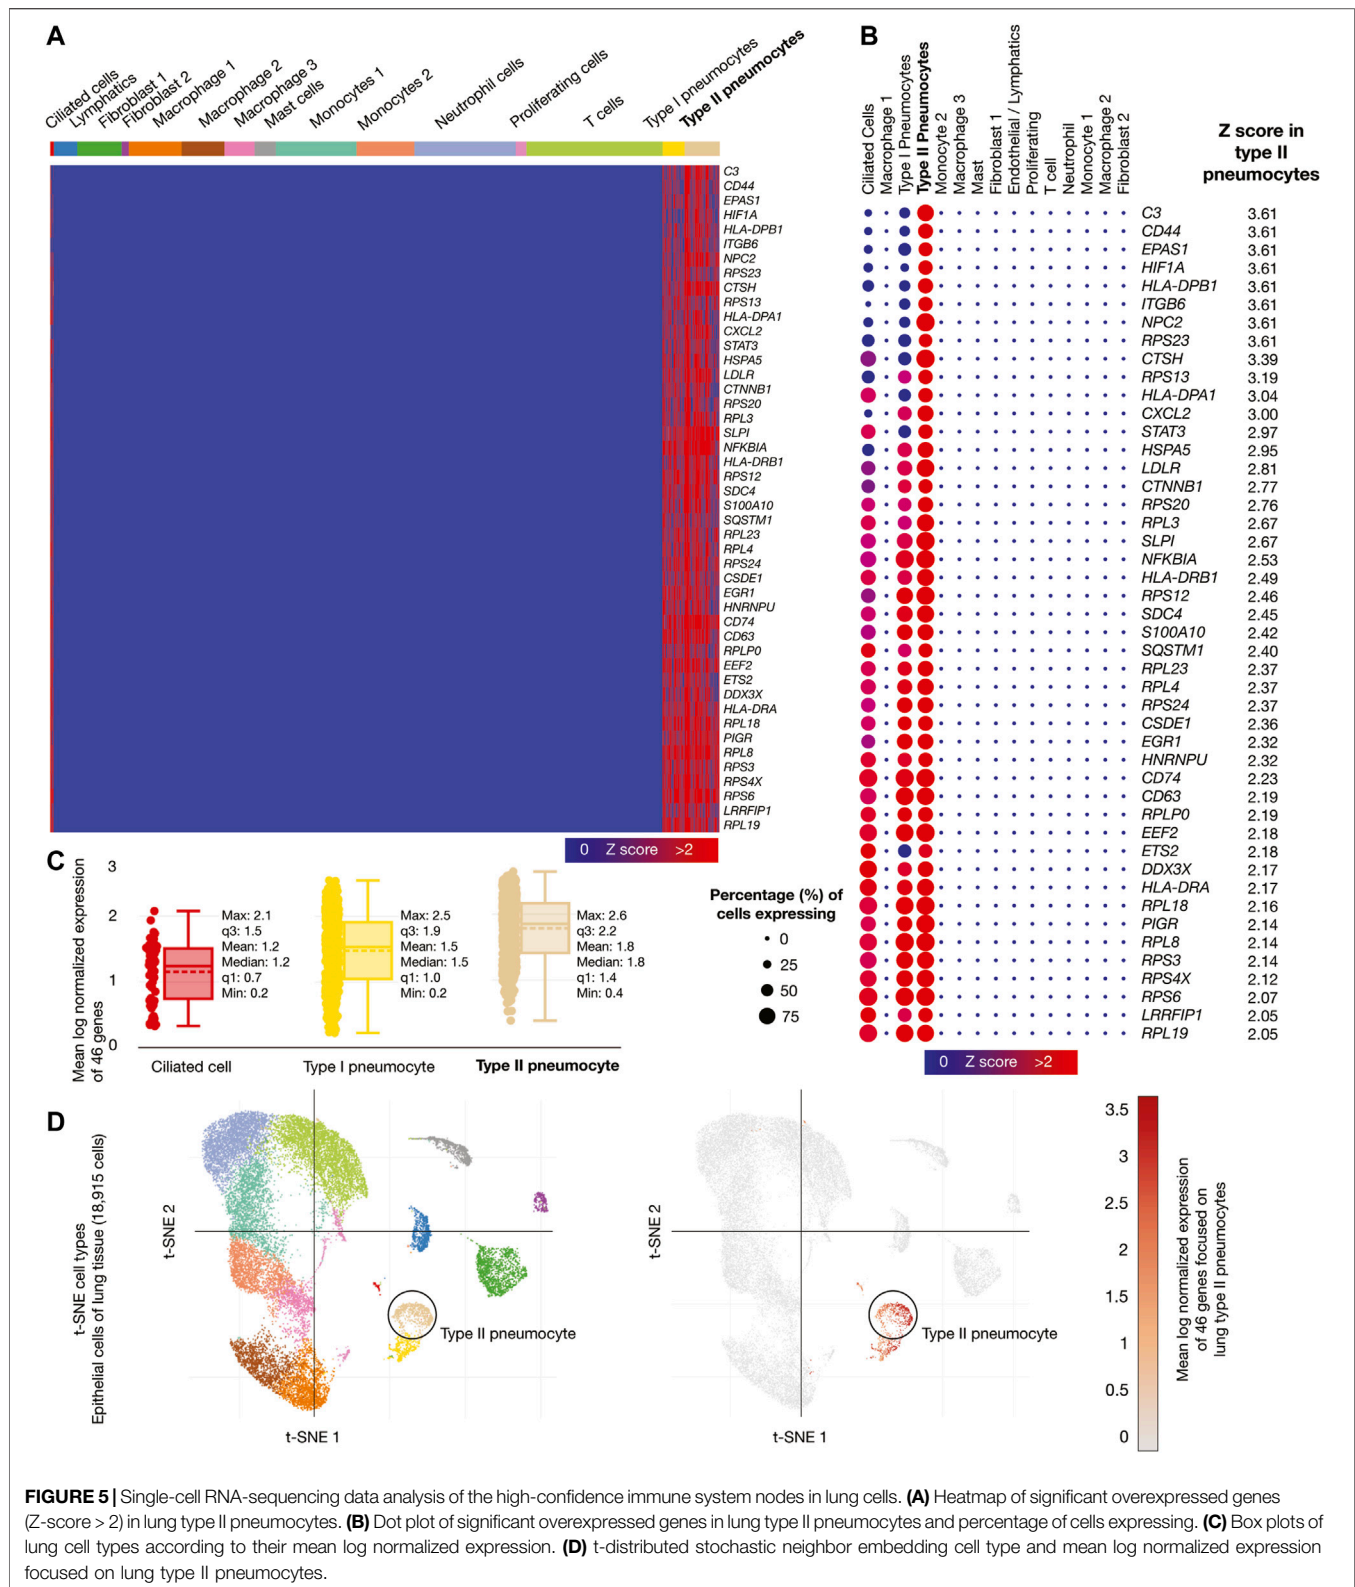 A
Ciliated cells
Lymphatics
Fibroblast 1
Fibroblast 2
Macrophage 1
Macrophage 2
Macrophage 3
Mast cells
Monocytes 1
Monocytes 2
Neutrophil cells
Proliferating cells
T cells
Type I pneumocytes
Type II pneumocytes
C3
CD44
EPAS1
HIF1A
HLA-DPB1
ITGB6
NPC2
RPS23
CTSH
RPS13
HLA-DPA1
CXCL2
STAT3
HSPA5
LDLR
CTNNB1
RPS20
RPL3
SLPI
NFKBIA
HLA-DRB1
RPS12
SDC4
S100A10
SQSTM1
RPL23
RPL4
RPS24
CSDE1
EGR1
HNRNPU
CD74
CD63
RPLP0
EEF2
ETS2
DDX3X
HLA-DRA
RPL18
PIGR
RPL8
RPS3
RPS4X
RPS6
LRRFIP1
RPL19
0 Z score >2
B
Ciliated Cells
Macrophage 1
Type I Pneumocytes
Type II Pneumocytes
Monocyte 2
Macrophage 3
Mast
Fibroblast 1
Endothelial / Lymphatics
Proliferating
T cell
Neutrophil
Monocyte 1
Macrophage 2
Fibroblast 2
Z score in
type II
pneumocytes
C3 3.61
CD44 3.61
EPAS1 3.61
HIF1A 3.61
HLA-DPB1 3.61
ITGB6 3.61
NPC2 3.61
RPS23 3.61
CTSH 3.39
RPS13 3.19
HLA-DPA1 3.04
CXCL2 3.00
STAT3 2.97
HSPA5 2.95
LDLR 2.81
CTNNB1 2.77
RPS20 2.76
RPL3 2.67
SLPI 2.67
NFKBIA 2.53
HLA-DRB1 2.49
RPS12 2.46
SDC4 2.45
S100A10 2.42
SQSTM1 2.40
RPL23 2.37
RPL4 2.37
RPS24 2.37
CSDE1 2.36
EGR1 2.32
HNRNPU 2.32
CD74 2.23
CD63 2.19
RPLP0 2.19
EEF2 2.18
ETS2 2.18
DDX3X 2.17
HLA-DRA 2.17
RPL18 2.16
PIGR 2.14
RPL8 2.14
RPS3 2.14
RPS4X 2.12
RPS6 2.07
LRRFIP1 2.05
RPL19 2.05
Percentage (%) of
cells expressing
0
25
50
75
0 Z score >2
C
Mean log normalized expression
of 46 genes
3
2
1
0
Max: 2.1
q3: 1.5
Mean: 1.2
Median: 1.2
q1: 0.7
Min: 0.2
Max: 2.5
q3: 1.9
Mean: 1.5
Median: 1.5
q1: 1.0
Min: 0.2
Max: 2.6
q3: 2.2
Mean: 1.8
Median: 1.8
q1: 1.4
Min: 0.4
Ciliated cell
Type I pneumocyte
Type II pneumocyte
D
t-SNE cell types
Epithelial cells of lung tissue (18,915 cells)
t-SNE 2
Type II pneumocyte
t-SNE 1
t-SNE 2
Type II pneumocyte
t-SNE 1
3.5
3
2.5
2
1.5
1
0.5
0
Mean log normalized expression
of 46 genes focused on
lung type II pneumocytes
FIGURE 5 | Single-cell RNA-sequencing data analysis of the high-confidence immune system nodes in lung cells. (A) Heatmap of significant overexpressed genes
(Z-score > 2) in lung type II pneumocytes. (B) Dot plot of significant overexpressed genes in lung type II pneumocytes and percentage of cells expressing. (C) Box plots of
lung cell types according to their mean log normalized expression. (D) t-distributed stochastic neighbor embedding cell type and mean log normalized expression
focused on lung type II pneumocytes.